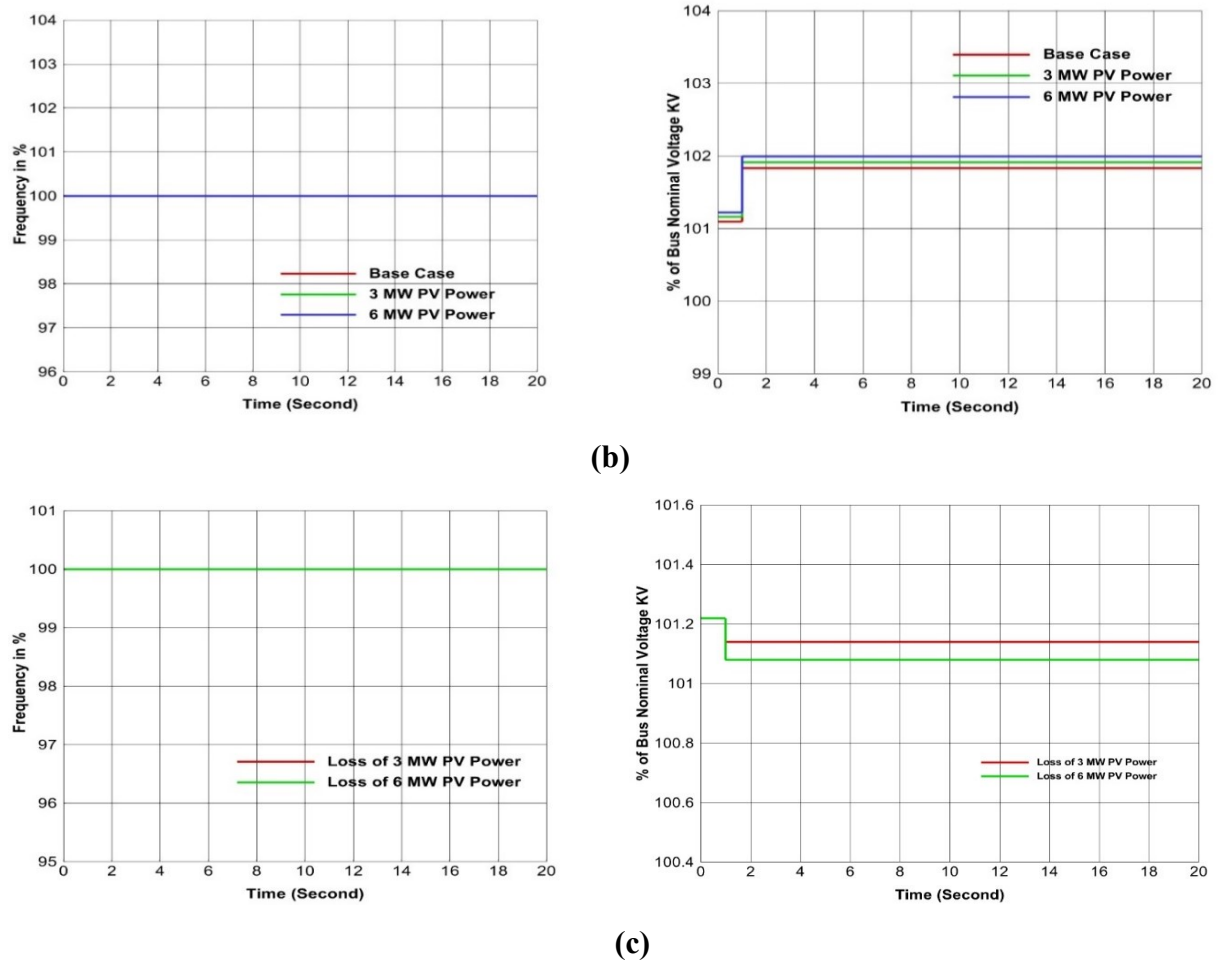 104
103
102
101
100
99
98
97
96
Frequency in %
Base Case
3 MW PV Power
6 MW PV Power
0 2 4 6 8 10 12 14 16 18 20
Time (Second)
104
103
102
101
100
99
% of Bus Nominal Voltage KV
Base Case
3 MW PV Power
6 MW PV Power
0 2 4 6 8 10 12 14 16 18 20
Time (Second)
(b)
101
100
99
98
97
96
95
Frequency in %
Loss of 3 MW PV Power
Loss of 6 MW PV Power
0 2 4 6 8 10 12 14 16 18 20
Time (Second)
101.6
101.4
101.2
101
100.8
100.6
100.4
% of Bus Nominal Voltage KV
Loss of 3 MW PV Power
Loss of 6 MW PV Power
0 2 4 6 8 10 12 14 16 18 20
Time (Second)
(c)